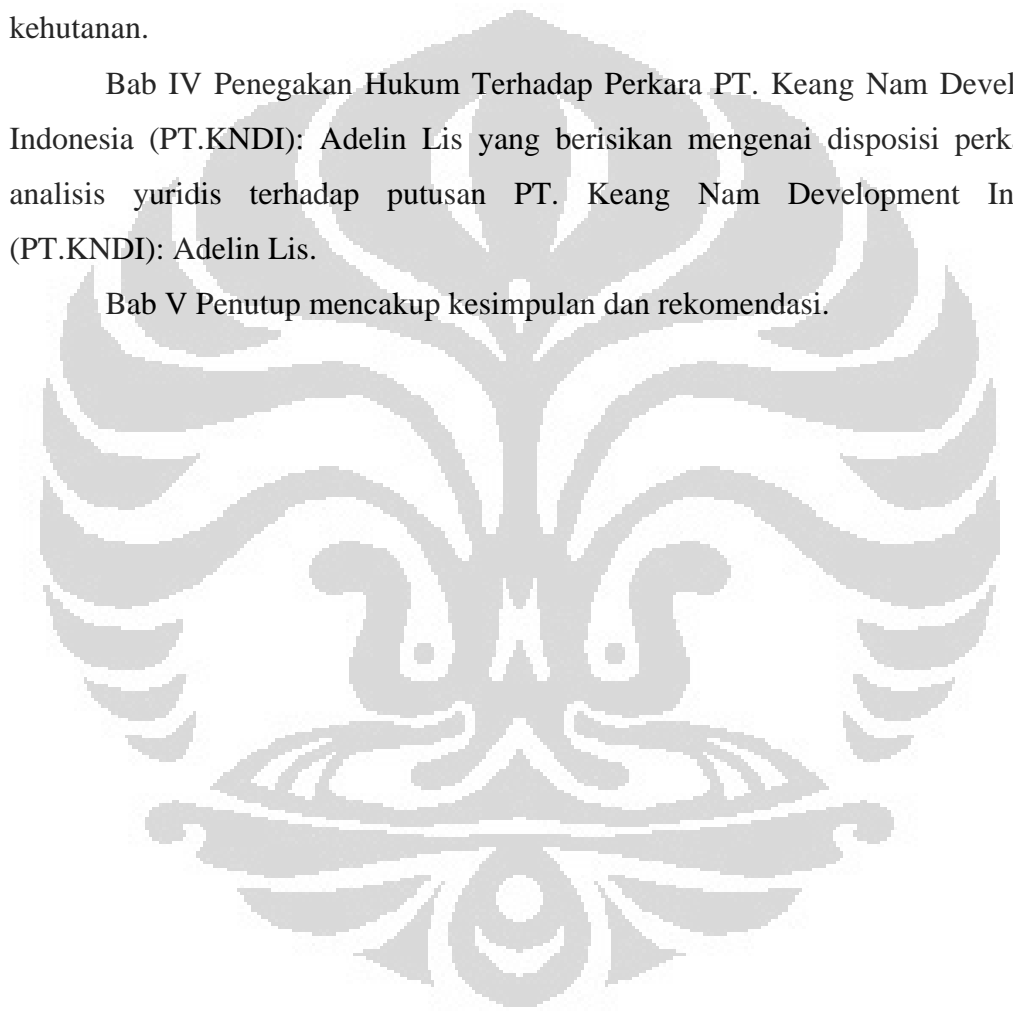 kehutanan.
Bab IV Penegakan Hukum Terhadap Perkara PT. Keang Nam Devel
Indonesia (PT.KNDI): Adelin Lis yang berisikan mengenai disposisi perk
analisis yuridis terhadap putusan PT. Keang Nam Development In
(PT.KNDI): Adelin Lis.
Bab V Penutup mencakup kesimpulan dan rekomendasi.